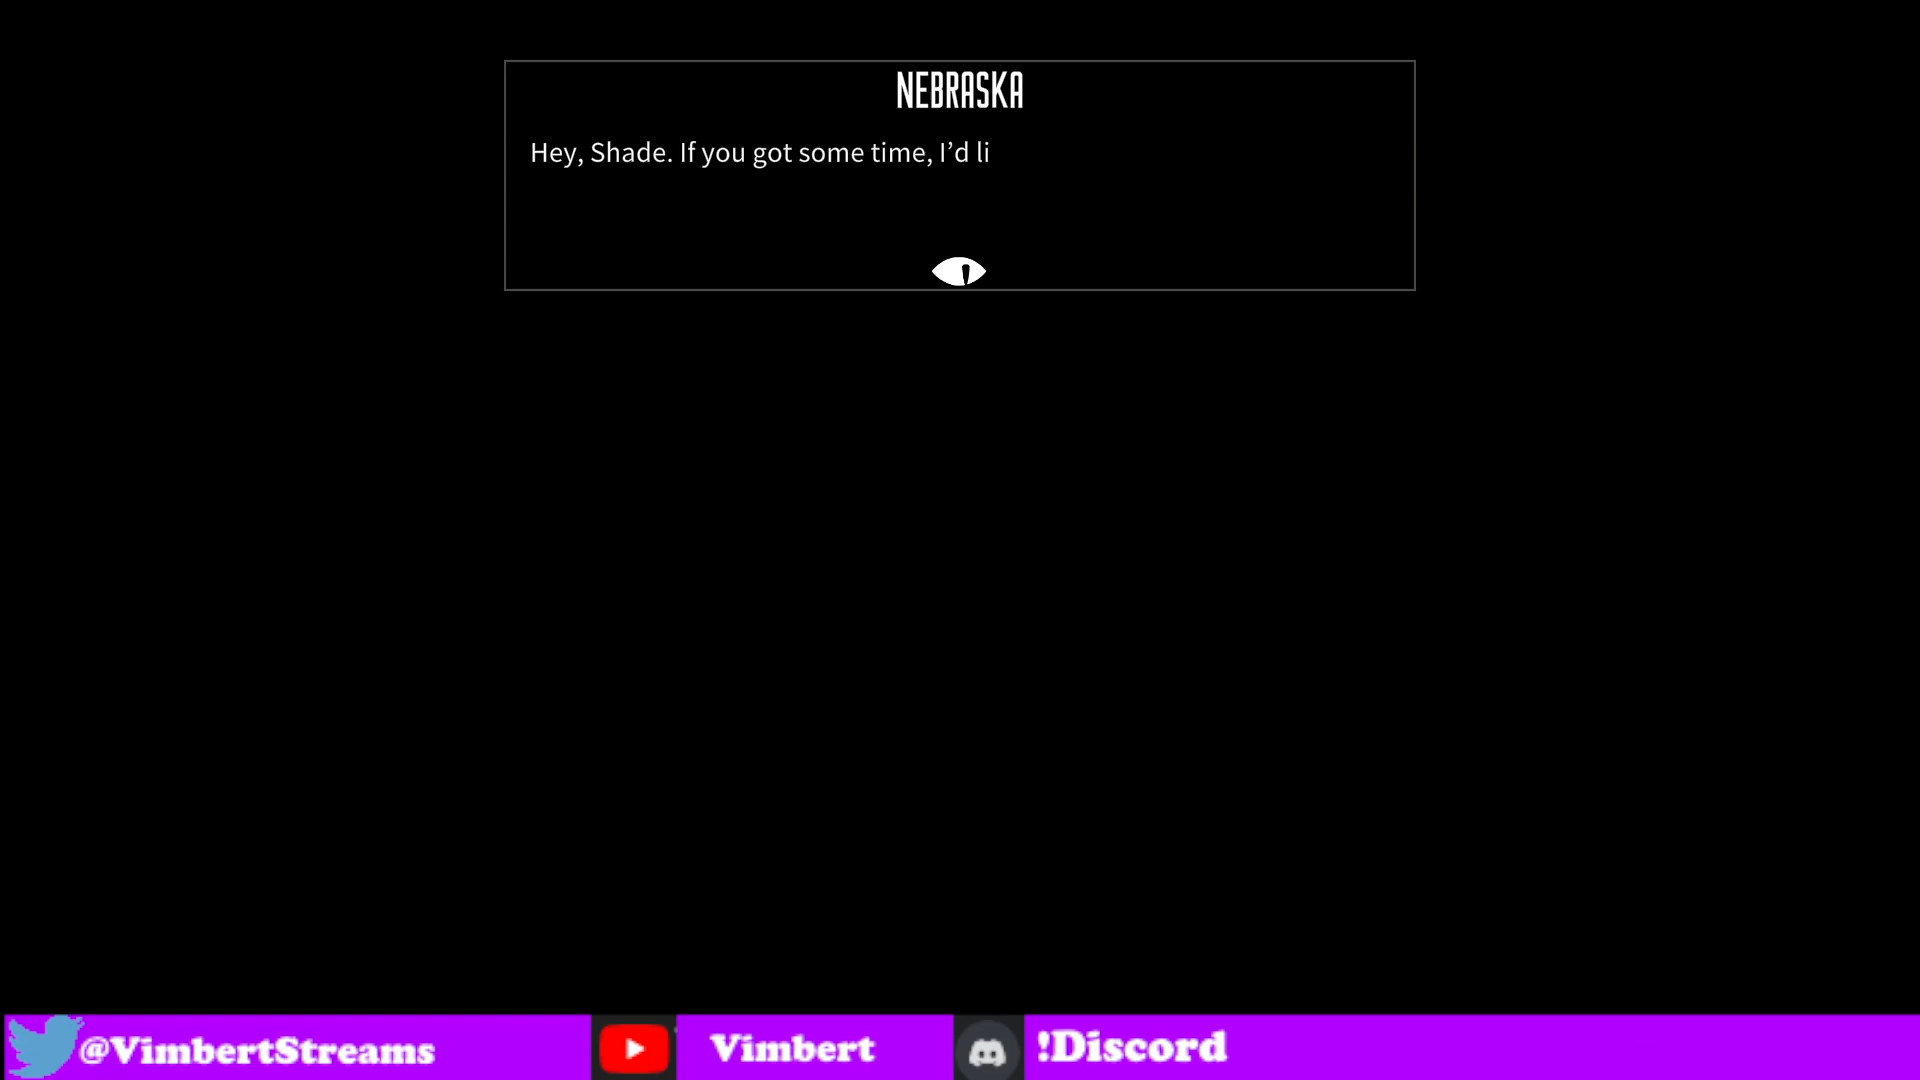 NEBRASKA
Hey, Shade. If you got some time, I’d li
@VimbertStreams
Vimbert
!Discord